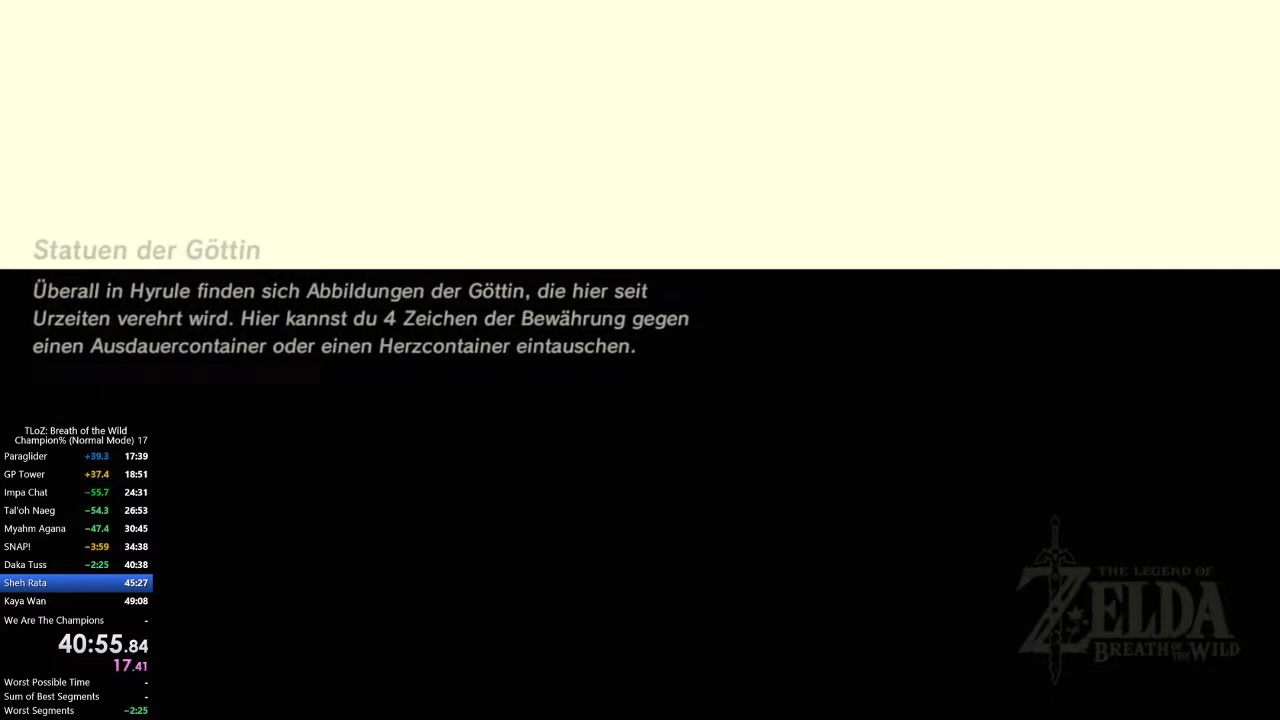 Statuen der Göttin
Überall in Hyrule finden sich Abbildungen der Göttin, die hier seit
Urzeiten verehrt wird. Hier kannst du 4 Zeichen der Bewährung gegen
einen Ausdauercontainer oder einen Herzcontainer eintauschen.
TLoZ: Breath of the Wild
Champion% (Normal Mode) 17
Paraglider +39.3 17:39
GP Tower +37.4 18:51
Impa Chat −55.7 24:31
Tal'oh Naeg −54.3 26:53
Myahm Agana −47.4 30:45
SNAP! −3:59 34:38
Daka Tuss −2:25 40:38
Sheh Rata 45:27
Kaya Wan 49:08
We Are The Champions -
40:55.84
17.41
Worst Possible Time -
Sum of Best Segments -
Worst Segments −2:25
THE LEGEND OF
ZELDA
BREATH OF THE WILD